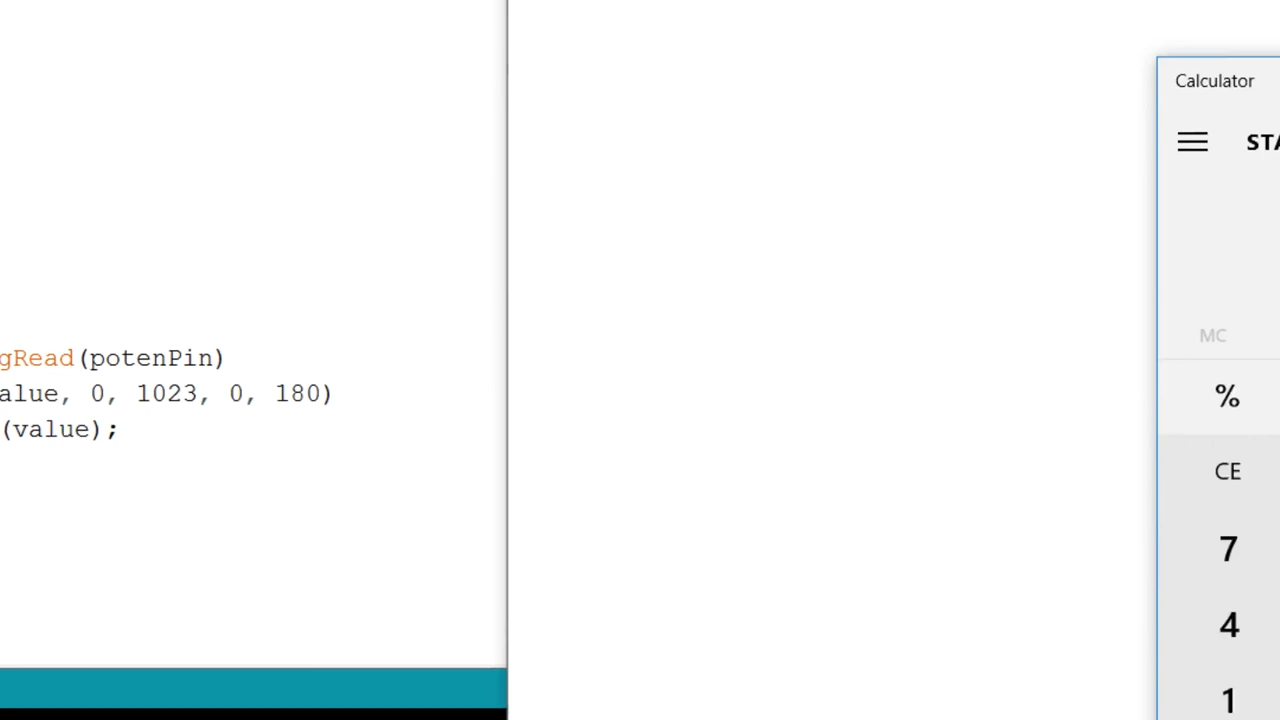 gRead(potenPin)
alue, 0, 1023, 0, 180)
(value);
Calculator
STA
MC
%
CE
7
4
1